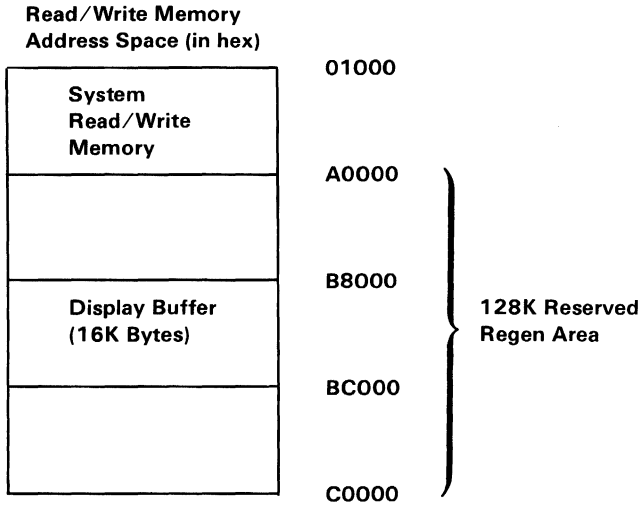 Read/Write Memory
Address Space (in hex)
01000
System
Read/Write
Memory
A0000
B8000
Display Buffer
(16K Bytes)
128K Reserved
Regen Area
BC000
C0000